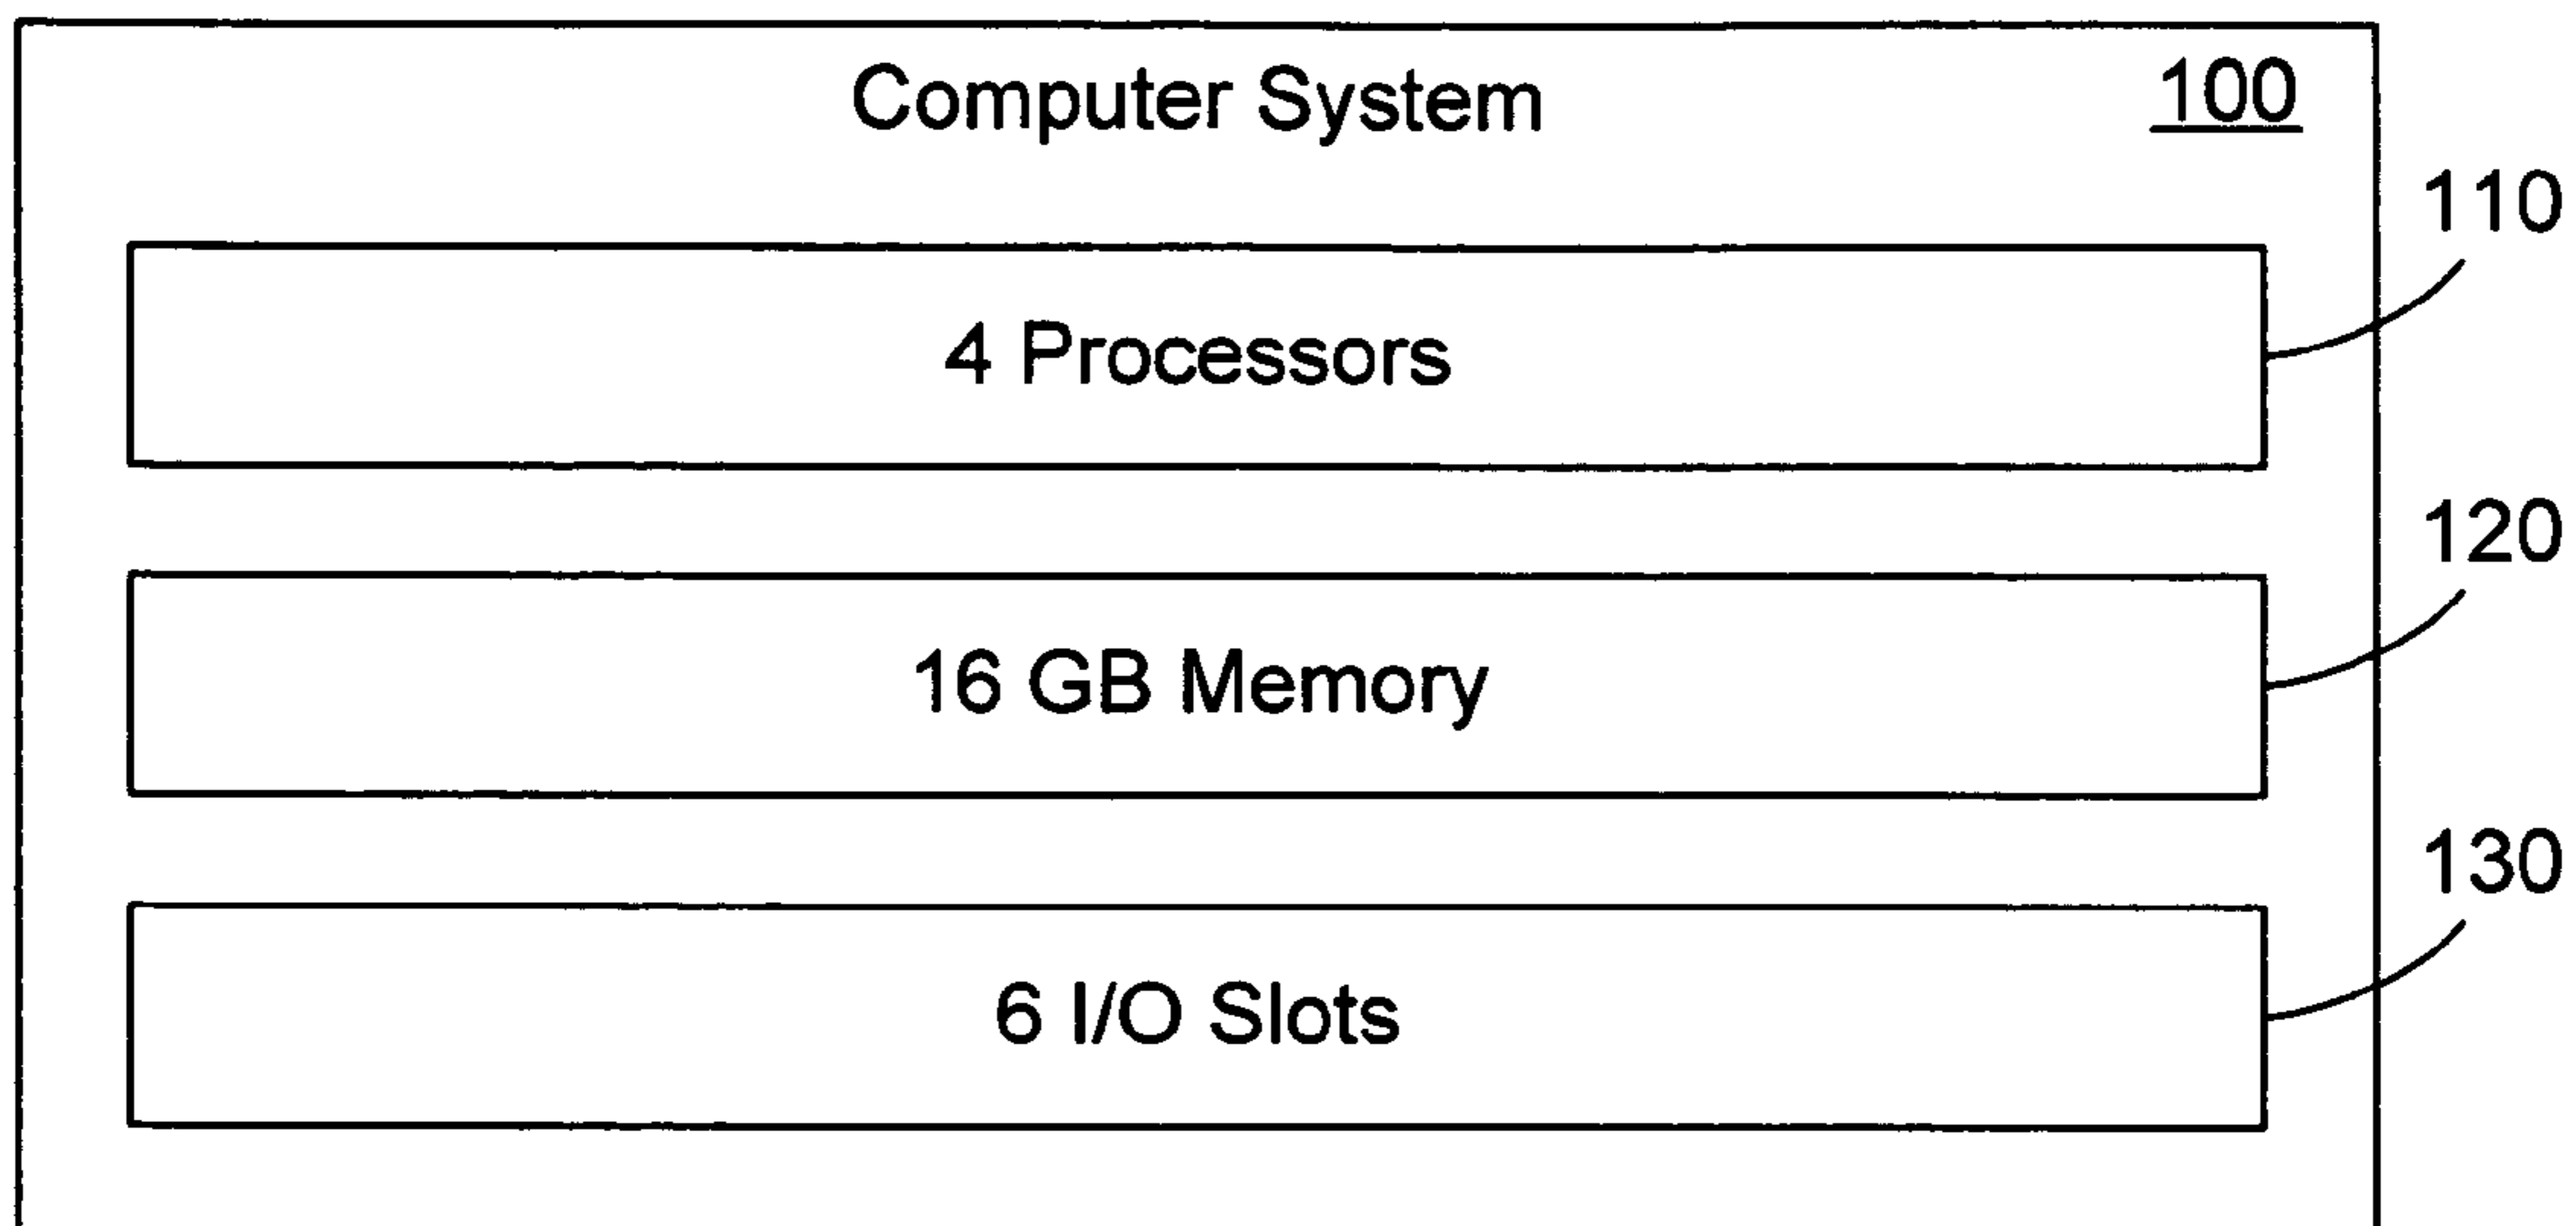 Computer System
100
110
4 Processors
120
16 GB Memory
130
6 I/O Slots